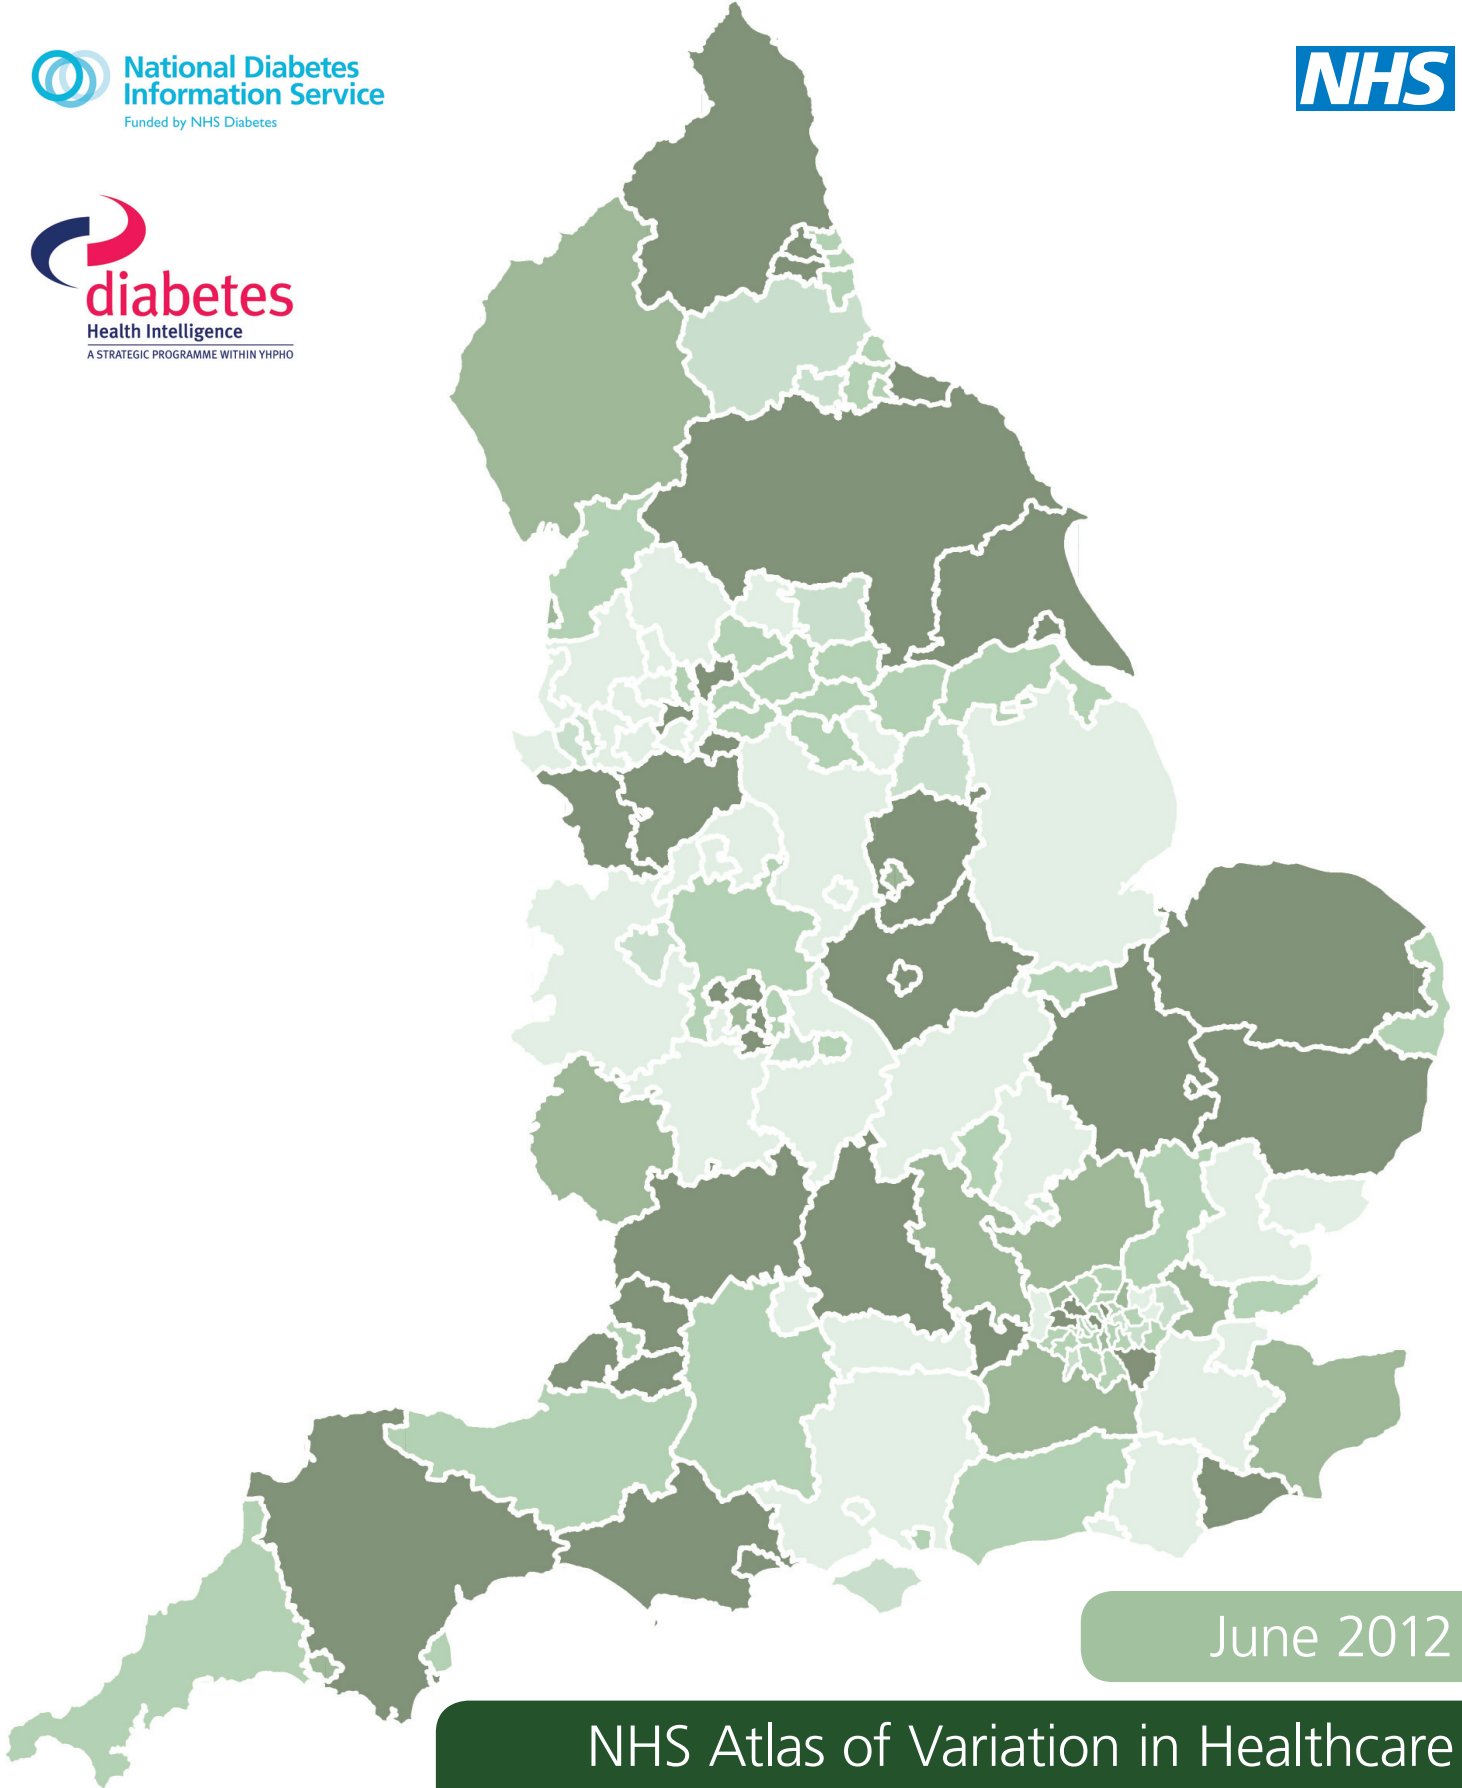 National Diabetes
Information Service
Funded by NHS Diabetes
NHS
diabetes
Health Intelligence
A STRATEGIC PROGRAMME WITHIN YHPHO
June 2012
NHS Atlas of Variation in Healthcare